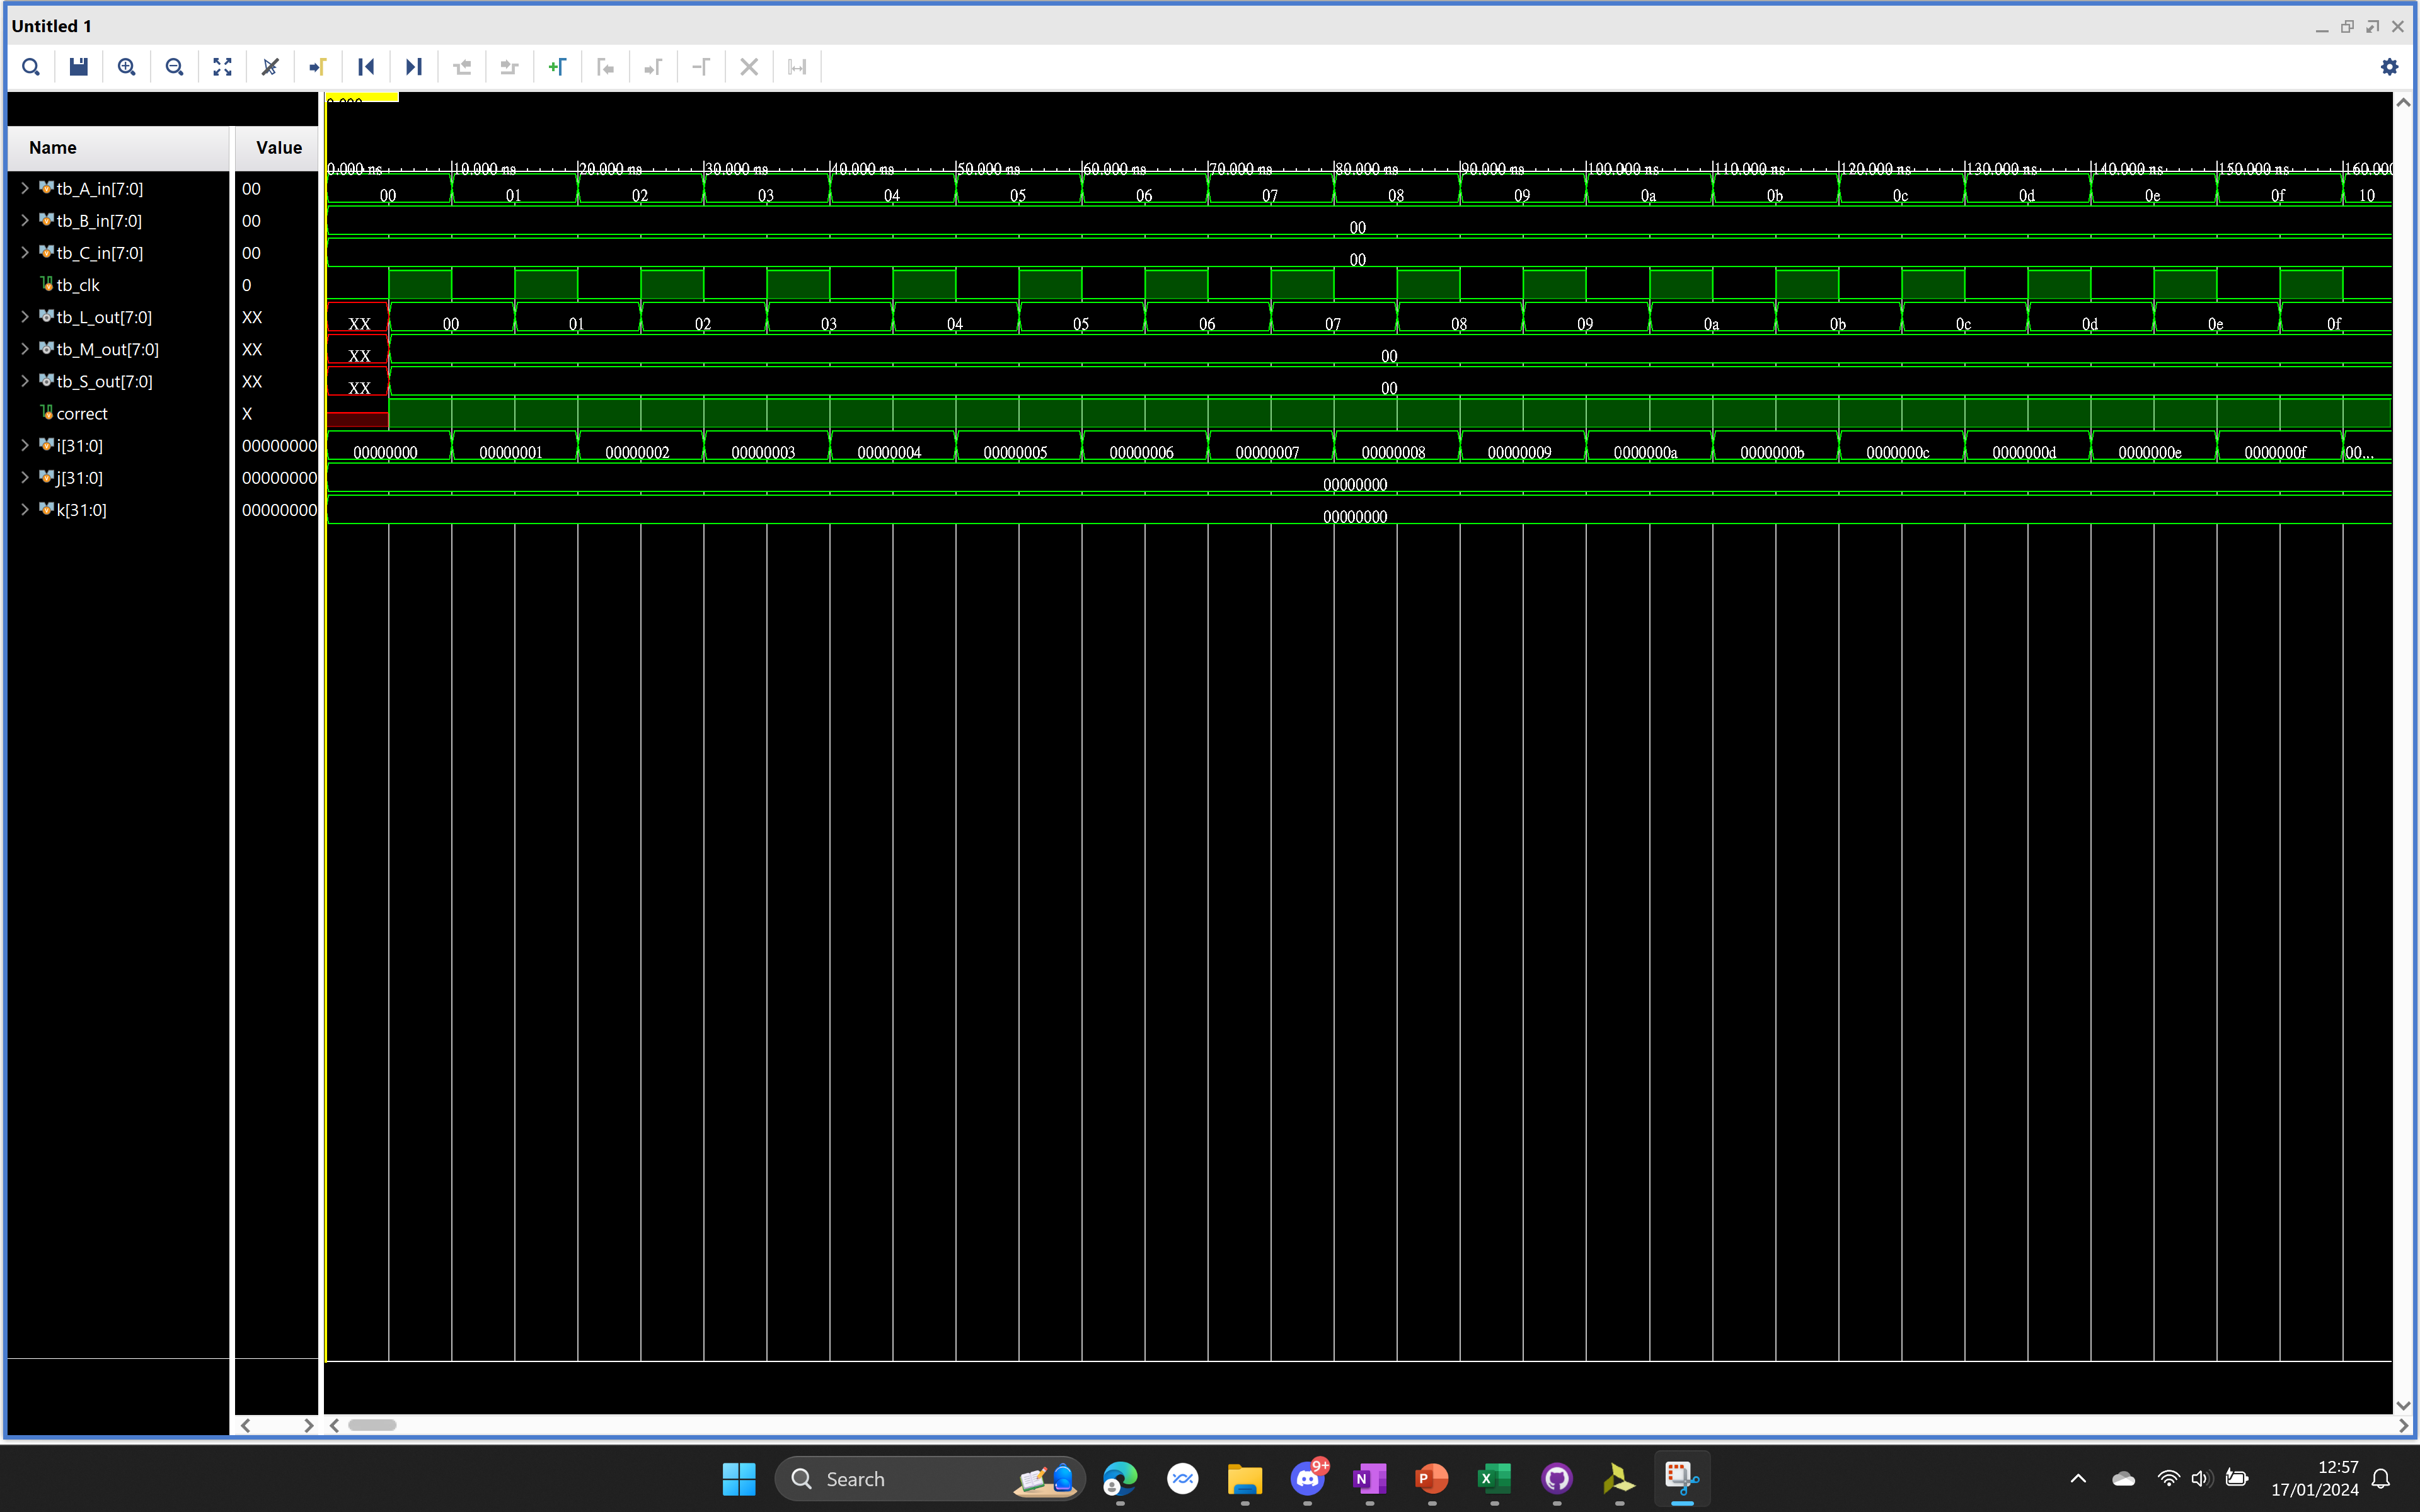 Untitled 1
0.000
Name Value
0.000 ns 10.000 ns 20.000 ns 30.000 ns 40.000 ns 50.000 ns 60.000 ns 70.000 ns 80.000 ns 90.000 ns 100.000 ns 110.000 ns 120.000 ns 130.000 ns 140.000 ns 150.000 ns 160.000
tb_A_in[7:0] 00 00 01 02 03 04 05 06 07 08 09 0a 0b 0c 0d 0e 0f 10
tb_B_in[7:0] 00 00
tb_C_in[7:0] 00 00
tb_clk 0
tb_L_out[7:0] XX XX 00 01 02 03 04 05 06 07 08 09 0a 0b 0c 0d 0e 0f
tb_M_out[7:0] XX XX 00
tb_S_out[7:0] XX XX 00
correct X
i[31:0] 00000000 00000000 00000001 00000002 00000003 00000004 00000005 00000006 00000007 00000008 00000009 0000000a 0000000b 0000000c 0000000d 0000000e 0000000f 00...
j[31:0] 00000000 00000000
k[31:0] 00000000 00000000
Search 9+ N P X 12:57
17/01/2024